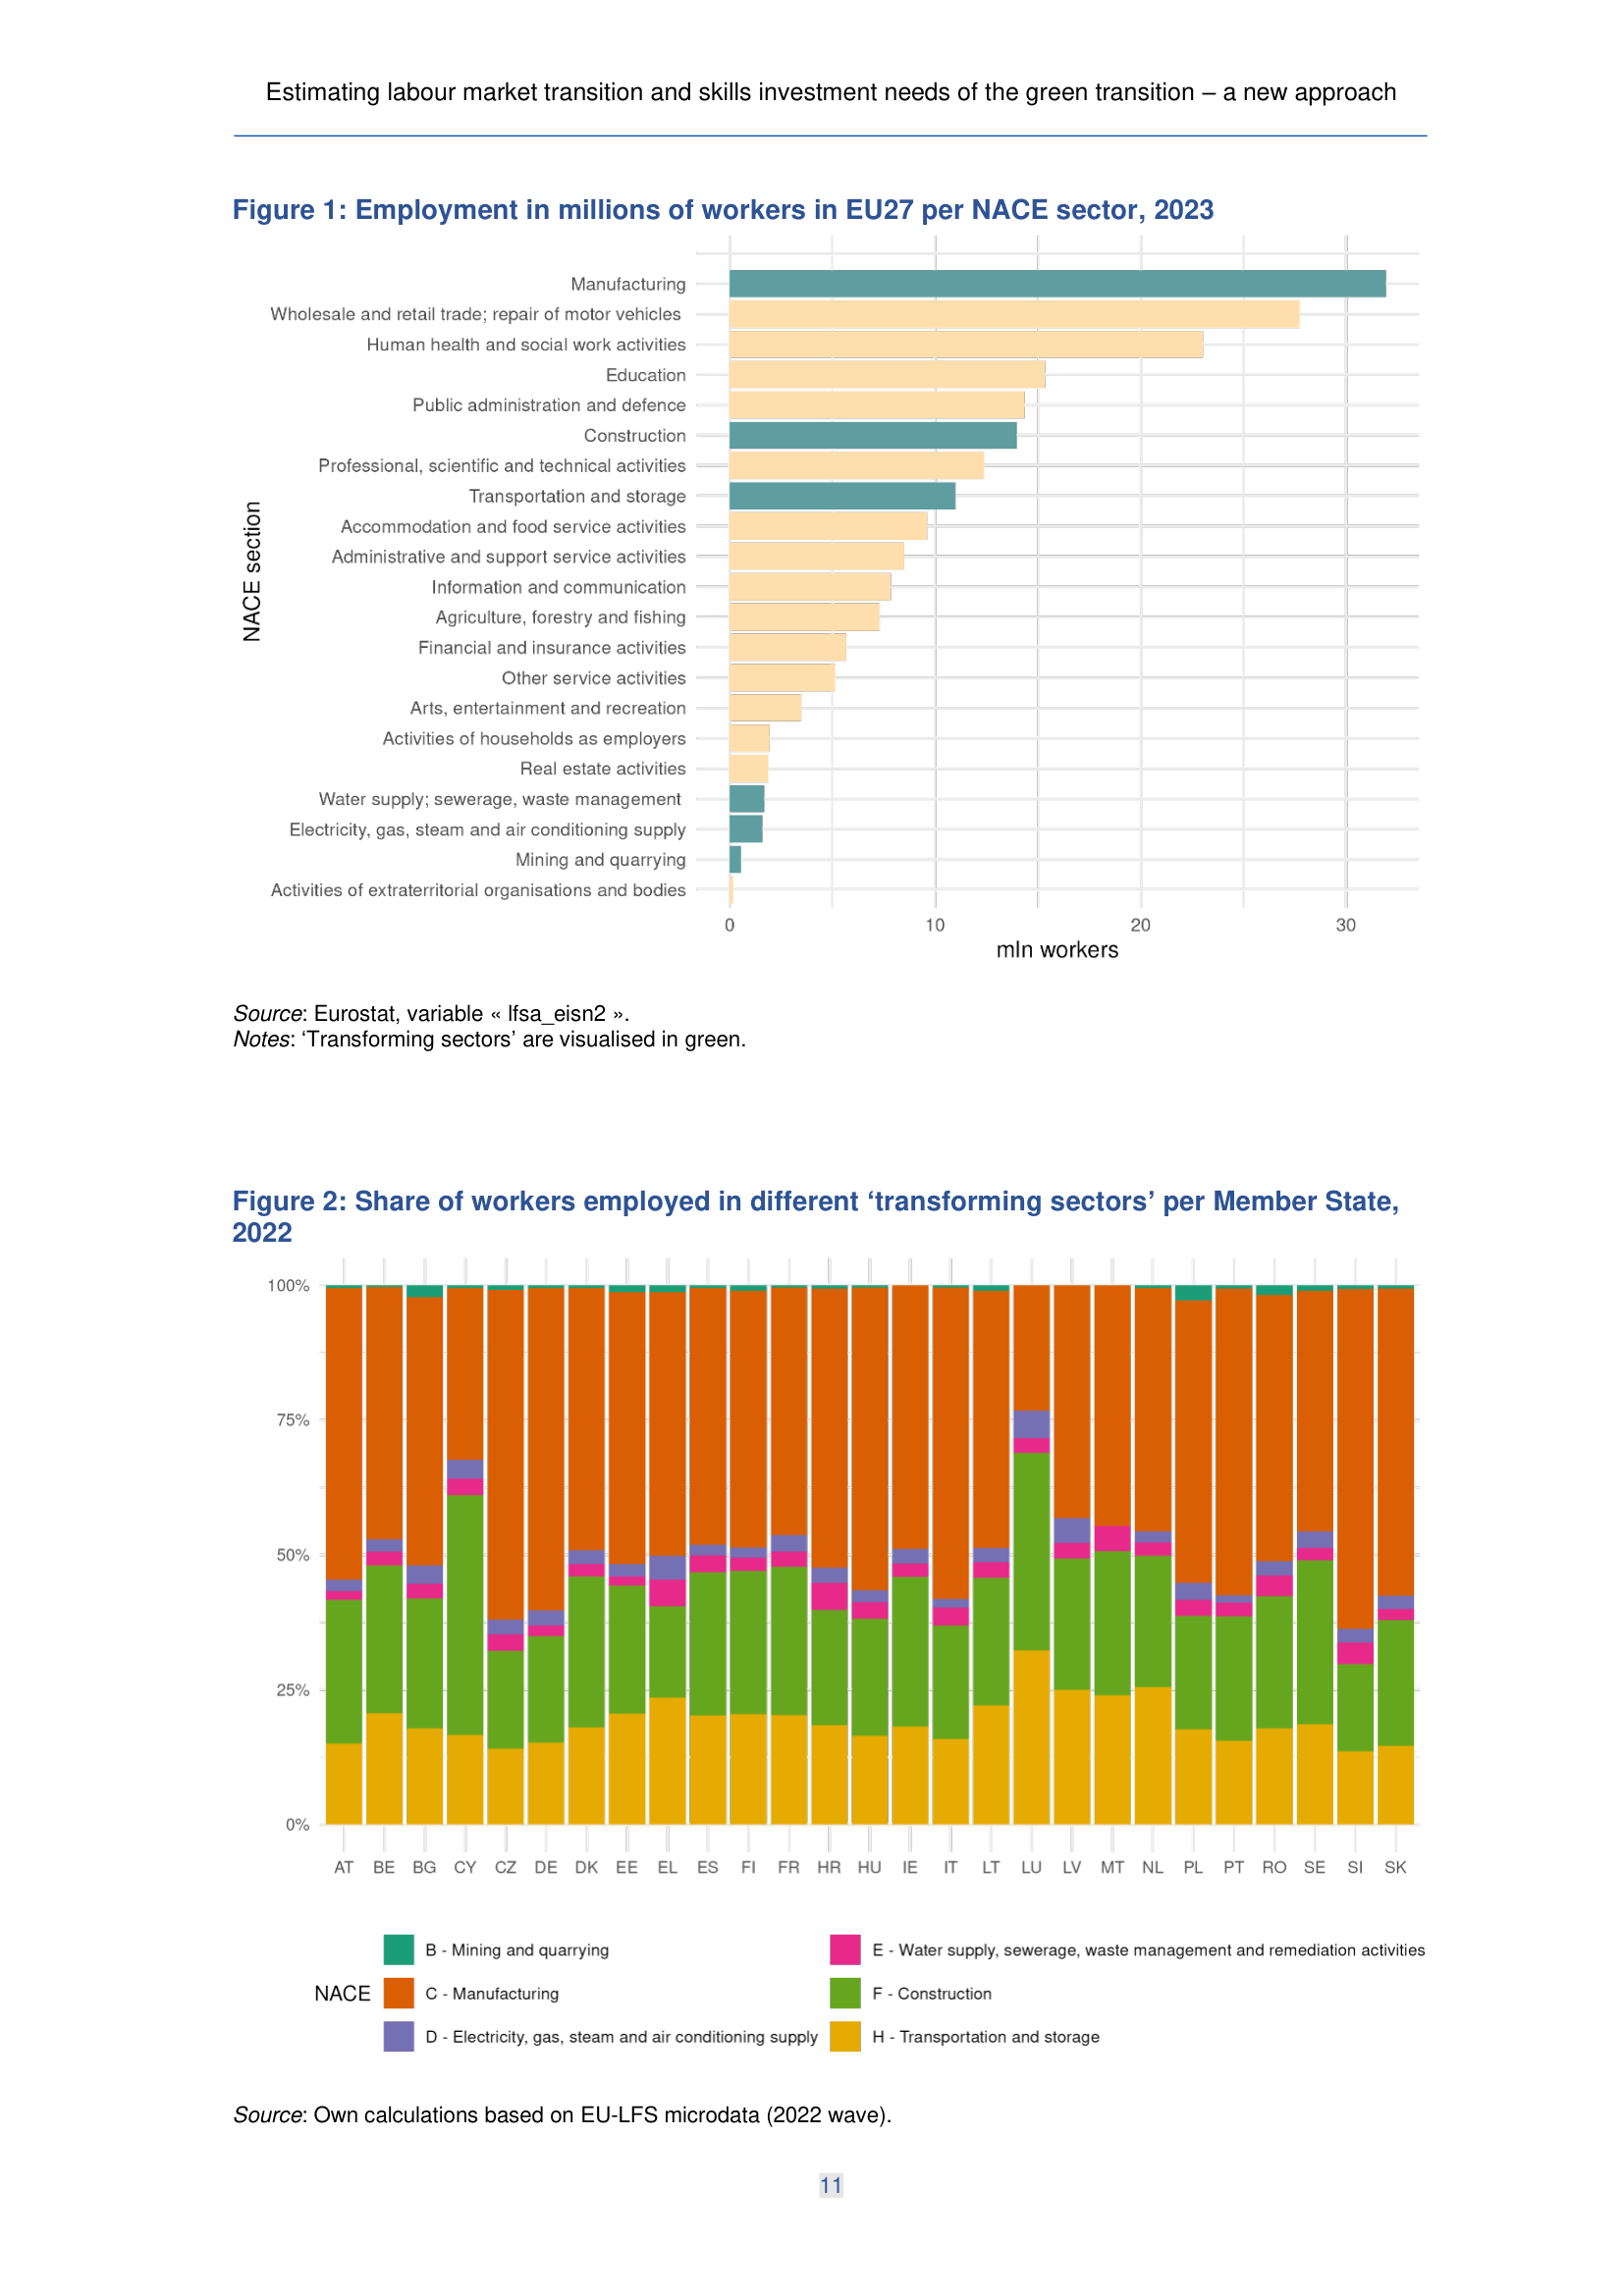 Estimating labour market transition and skills investment needs of the green transition – a new approach
Figure 1: Employment in millions of workers in EU27 per NACE sector, 2023
NACE section
Manufacturing
Wholesale and retail trade; repair of motor vehicles
Human health and social work activities
Education
Public administration and defence
Construction
Professional, scientific and technical activities
Transportation and storage
Accommodation and food service activities
Administrative and support service activities
Information and communication
Agriculture, forestry and fishing
Financial and insurance activities
Other service activities
Arts, entertainment and recreation
Activities of households as employers
Real estate activities
Water supply; sewerage, waste management
Electricity, gas, steam and air conditioning supply
Mining and quarrying
Activities of extraterritorial organisations and bodies
0 10 20 30
mln workers
Source: Eurostat, variable « lfsa_eisn2 ».
Notes: ‘Transforming sectors’ are visualised in green.
Figure 2: Share of workers employed in different ‘transforming sectors’ per Member State,
2022
100%
75%
50%
25%
0%
AT BE BG CY CZ DE DK EE EL ES FI FR HR HU IE IT LT LU LV MT NL PL PT RO SE SI SK
NACE
B - Mining and quarrying
C - Manufacturing
D - Electricity, gas, steam and air conditioning supply
E - Water supply, sewerage, waste management and remediation activities
F - Construction
H - Transportation and storage
Source: Own calculations based on EU-LFS microdata (2022 wave).
11